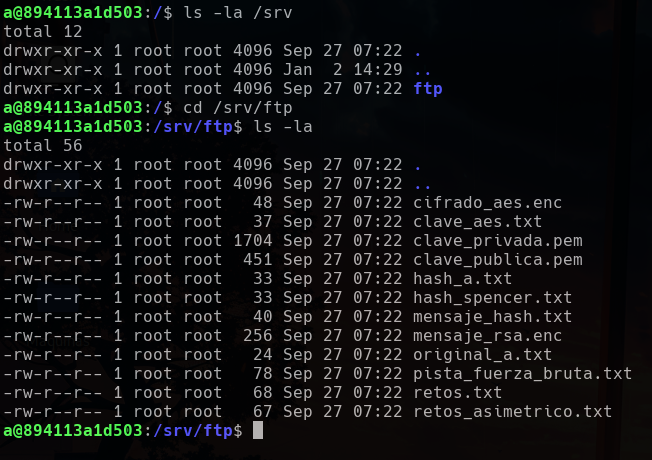 a@894113a1d503:/$ ls -la /srv
total 12
drwxr-xr-x 1 root root 4096 Sep 27 07:22 .
drwxr-xr-x 1 root root 4096 Jan  2 14:29 ..
drwxr-xr-x 1 root root 4096 Sep 27 07:22 ftp
a@894113a1d503:/$ cd /srv/ftp
a@894113a1d503:/srv/ftp$ ls -la
total 56
drwxr-xr-x 1 root root 4096 Sep 27 07:22 .
drwxr-xr-x 1 root root 4096 Sep 27 07:22 ..
-rw-r--r-- 1 root root   48 Sep 27 07:22 cifrado_aes.enc
-rw-r--r-- 1 root root   37 Sep 27 07:22 clave_aes.txt
-rw-r--r-- 1 root root 1704 Sep 27 07:22 clave_privada.pem
-rw-r--r-- 1 root root  451 Sep 27 07:22 clave_publica.pem
-rw-r--r-- 1 root root   33 Sep 27 07:22 hash_a.txt
-rw-r--r-- 1 root root   33 Sep 27 07:22 hash_spencer.txt
-rw-r--r-- 1 root root   40 Sep 27 07:22 mensaje_hash.txt
-rw-r--r-- 1 root root  256 Sep 27 07:22 mensaje_rsa.enc
-rw-r--r-- 1 root root   24 Sep 27 07:22 original_a.txt
-rw-r--r-- 1 root root   78 Sep 27 07:22 pista_fuerza_bruta.txt
-rw-r--r-- 1 root root   68 Sep 27 07:22 retos.txt
-rw-r--r-- 1 root root   67 Sep 27 07:22 retos_asimetrico.txt
a@894113a1d503:/srv/ftp$